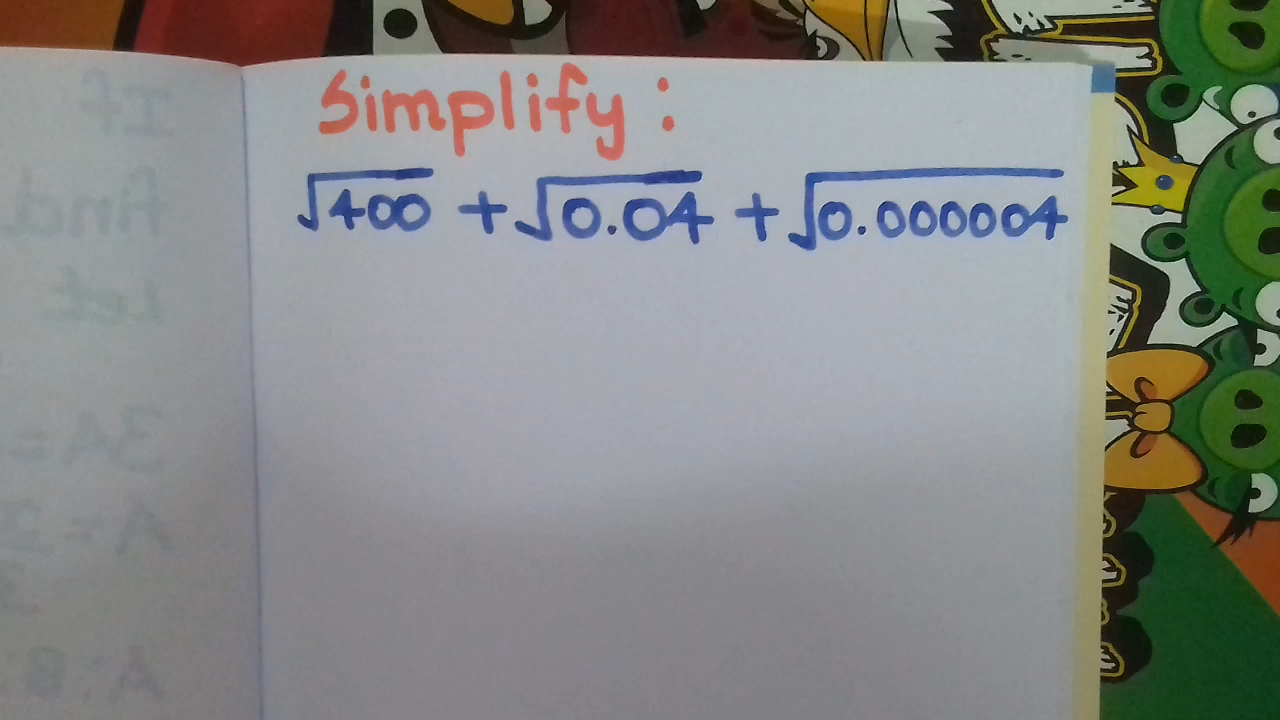 Simplify :
√400 + √0.04 + √0.000004